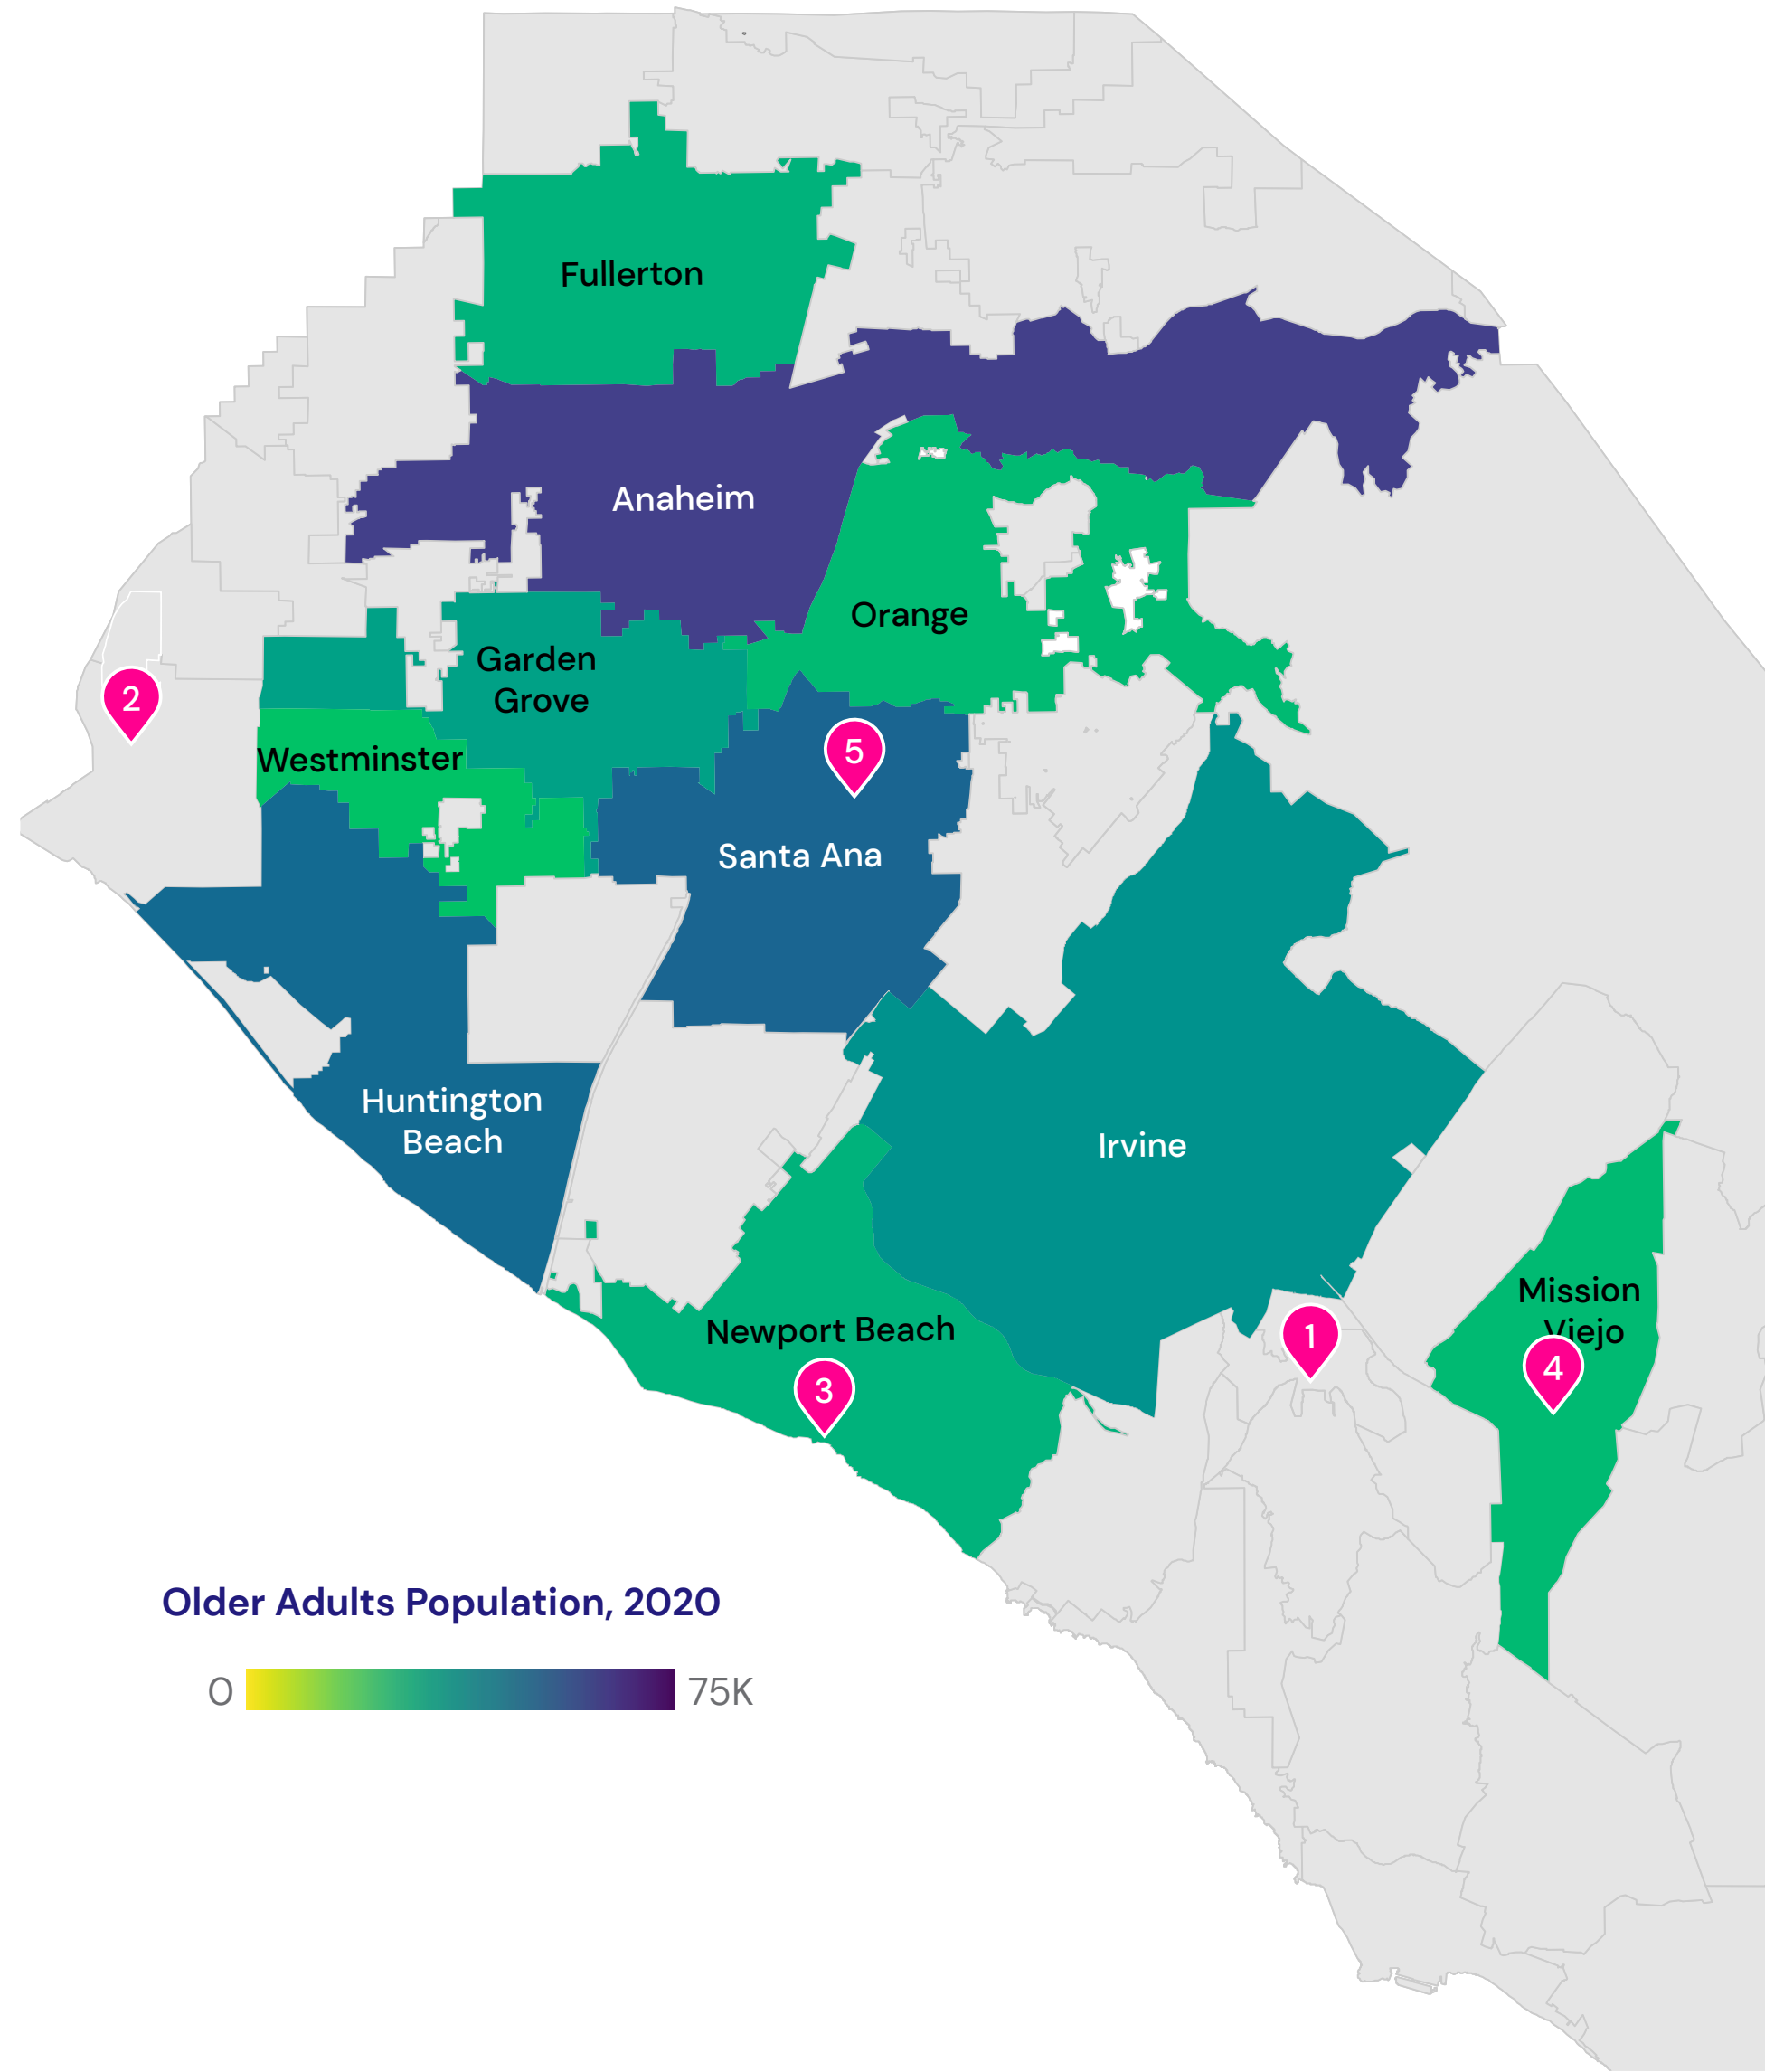 Fullerton
Anaheim
Orange
Garden
Grove
2
Westminster
5
Santa Ana
Huntington
Beach
Irvine
Mission
Viejo
Newport Beach
1
4
3
Older Adults Population, 2020
0
75K